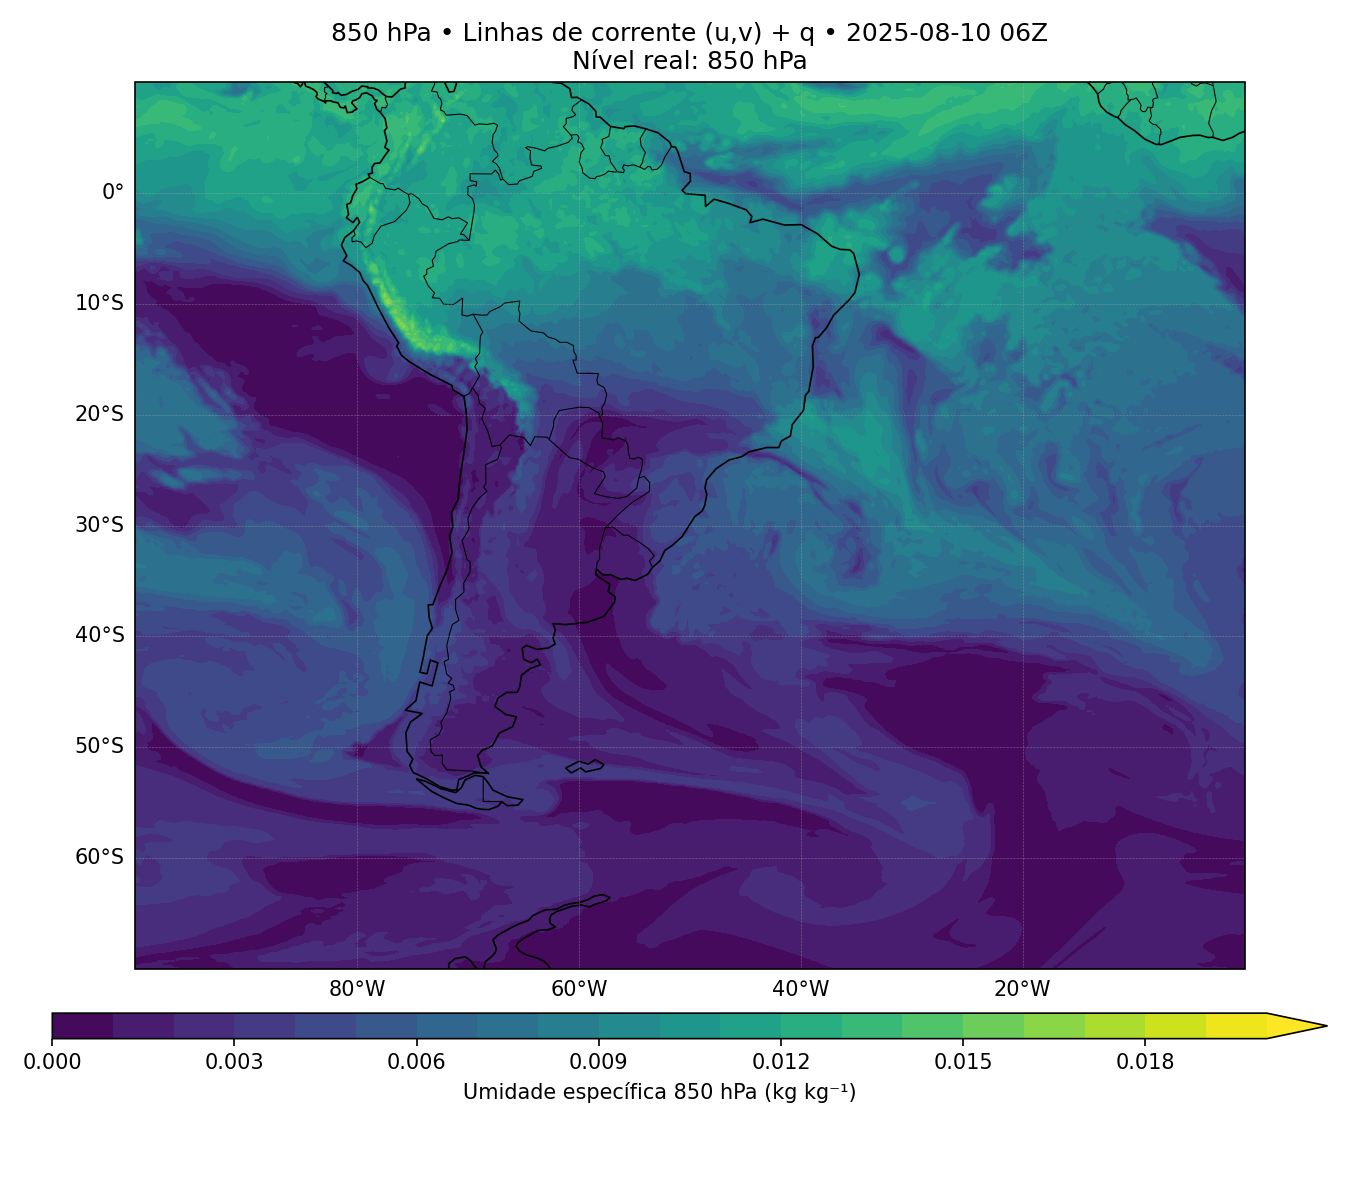 850 hPa • Linhas de corrente (u,v) + q • 2025-08-10 06Z
Nível real: 850 hPa
0°
10°S
20°S
30°S
40°S
50°S
60°S
80°W 60°W 40°W 20°W
0.000 0.003 0.006 0.009 0.012 0.015 0.018
Umidade específica 850 hPa (kg kg⁻¹)